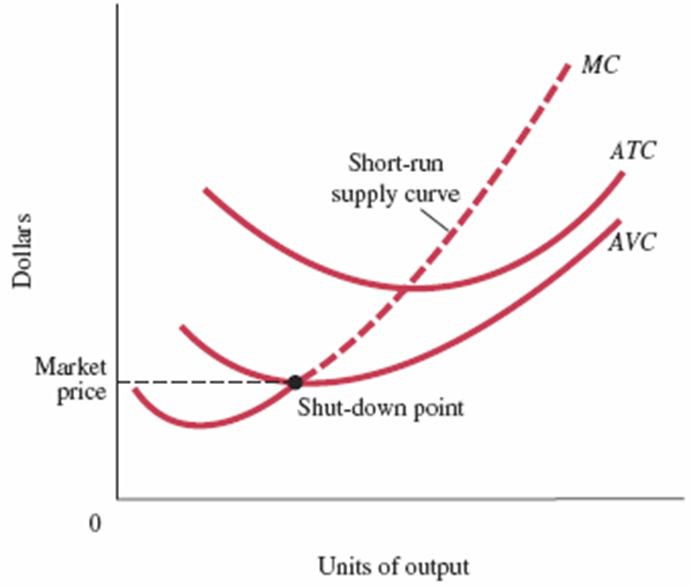 MC
ATC
Short-run
supply curve
AVC
Dollars
Market
price
Shut-down point
0
Units of output